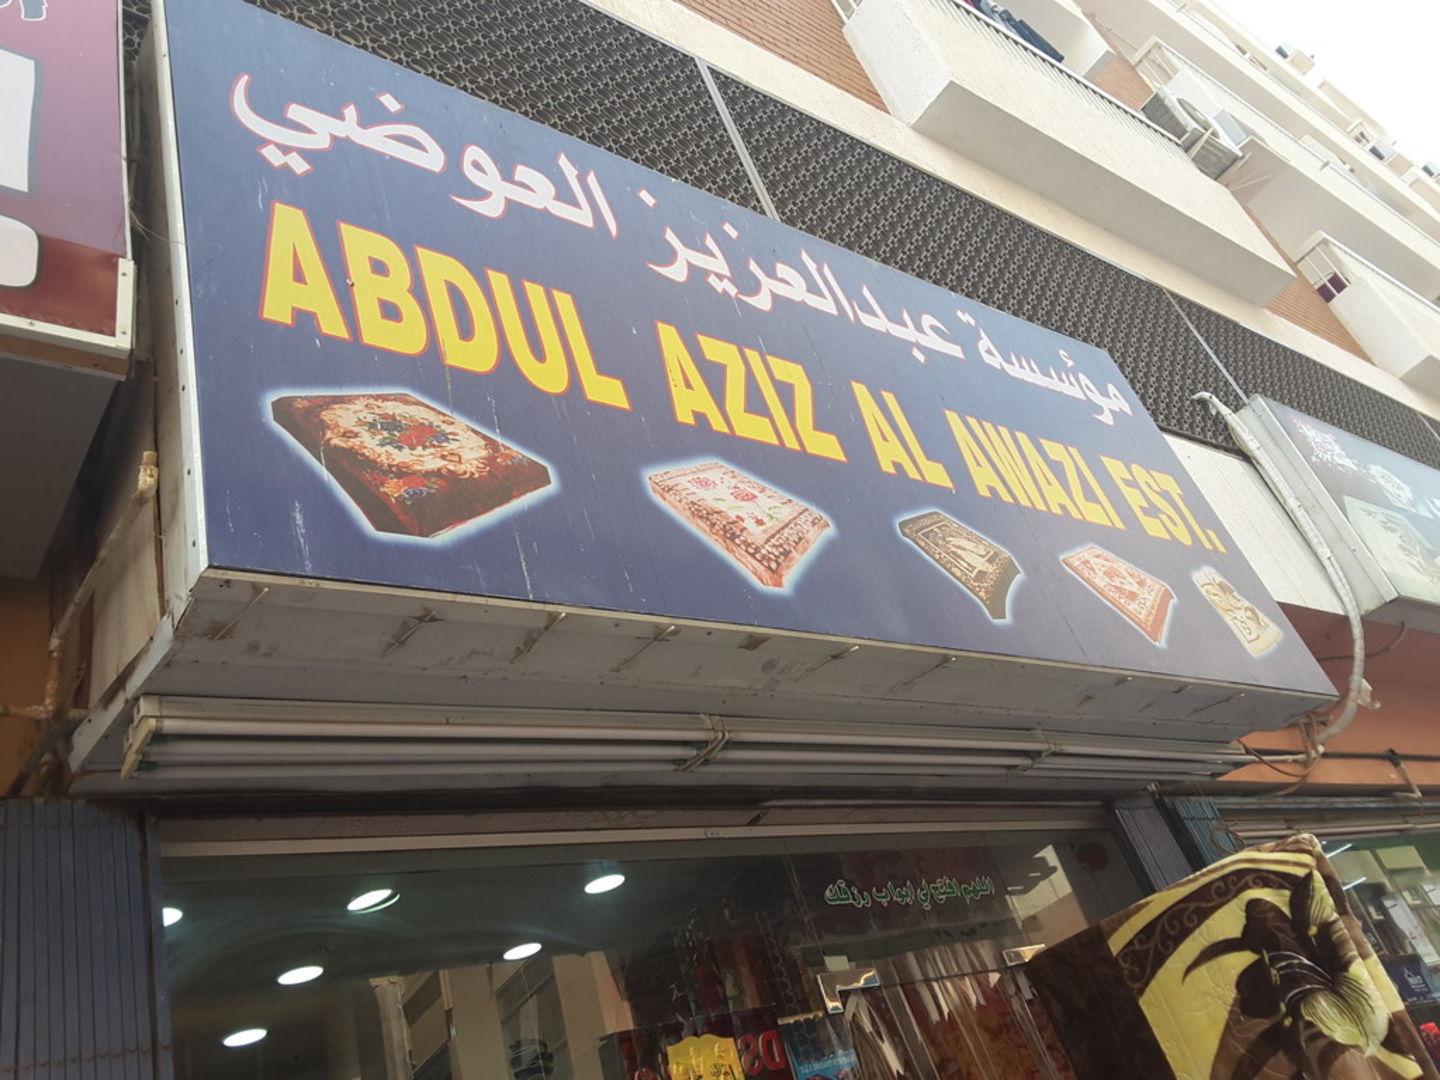 مؤسسة عبدالعزيز العوضي
ABDUL AZIZ AL AWAZI EST.
اللهم افتح لي ابواب رزقك